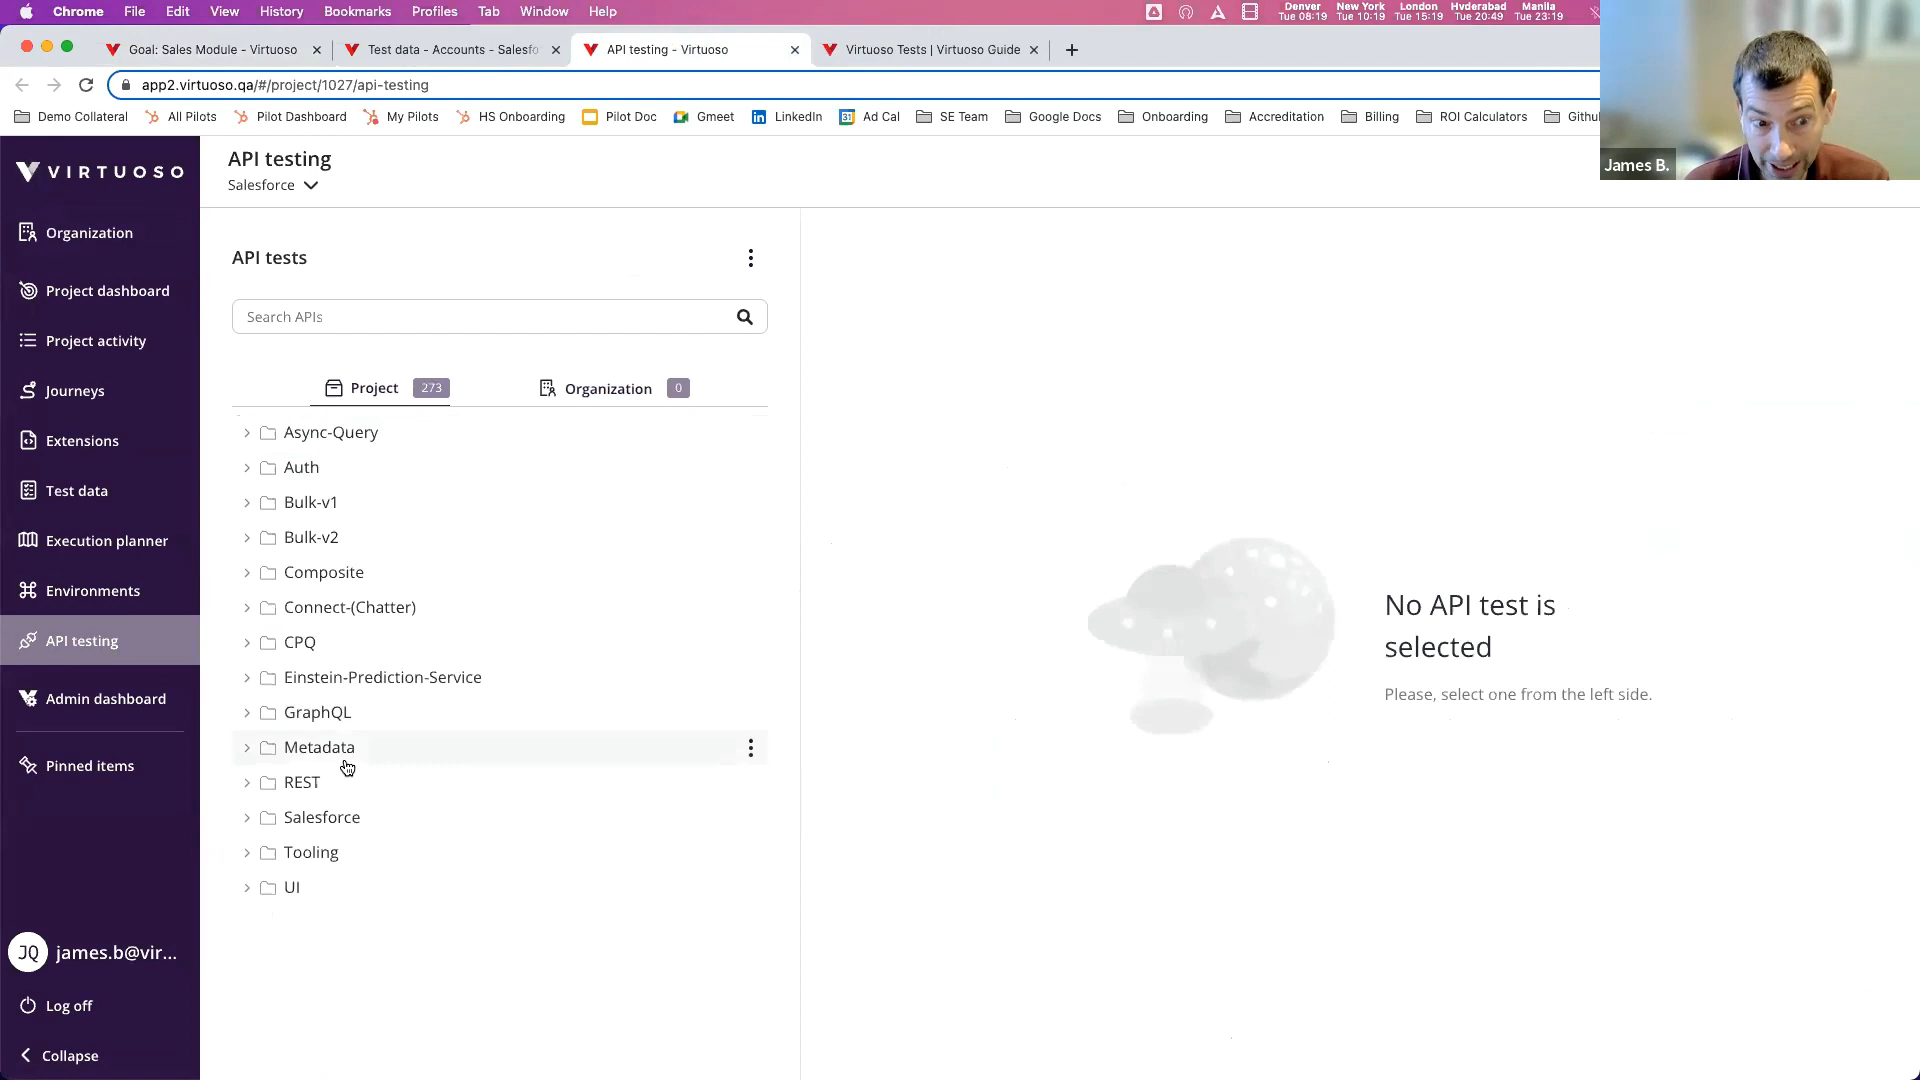 Chrome File Edit View History Bookmarks Profiles Tab Window Help
Denver New York London Hyderabad Manila
Tue 08:19 Tue 10:19 Tue 15:19 Tue 20:49 Tue 23:19
Goal: Sales Module - Virtuoso Test data - Accounts - Salesfo API testing - Virtuoso Virtuoso Tests | Virtuoso Guide
app2.virtuoso.qa/#/project/1027/api-testing
Demo Collateral All Pilots Pilot Dashboard My Pilots HS Onboarding Pilot Doc Gmeet LinkedIn 31 Ad Cal SE Team Google Docs Onboarding Accreditation Billing ROI Calculators Githu
James B.
VIRTUOSO
Organization
Project dashboard
Project activity
Journeys
Extensions
Test data
Execution planner
Environments
API testing
Admin dashboard
Pinned items
JQ james.b@vir...
Log off
Collapse
API testing
Salesforce
API tests
Search APIs
Project 273 Organization 0
Async-Query
Auth
Bulk-v1
Bulk-v2
Composite
Connect-(Chatter)
CPQ
Einstein-Prediction-Service
GraphQL
Metadata
REST
Salesforce
Tooling
UI
No API test is
selected
Please, select one from the left side.